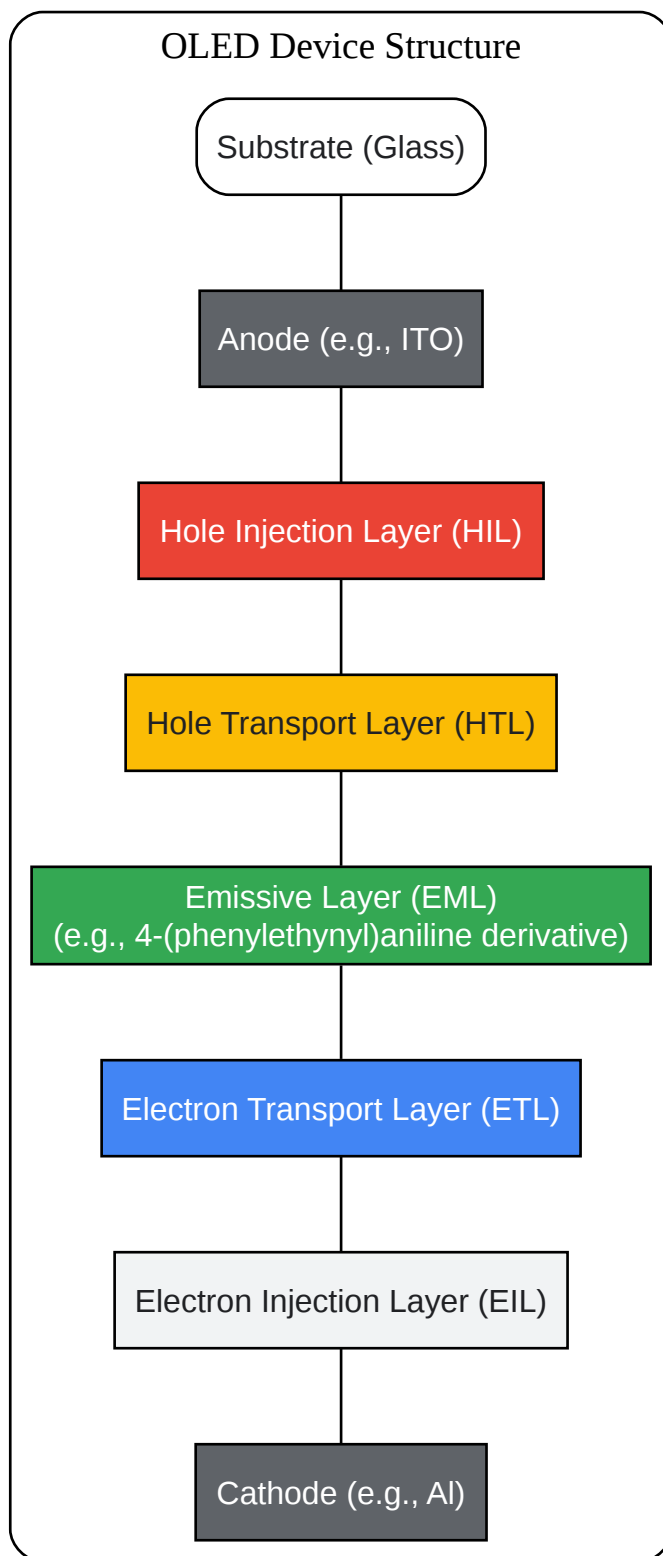 OLED Device Structure
Substrate (Glass)
Anode (e.g., ITO)
Hole Injection Layer (HIL)
Hole Transport Layer (HTL)
Emissive Layer (EML)
(e.g., 4-(phenylethynyl)aniline derivative)
Electron Transport Layer (ETL)
Electron Injection Layer (EIL)
Cathode (e.g., Al)